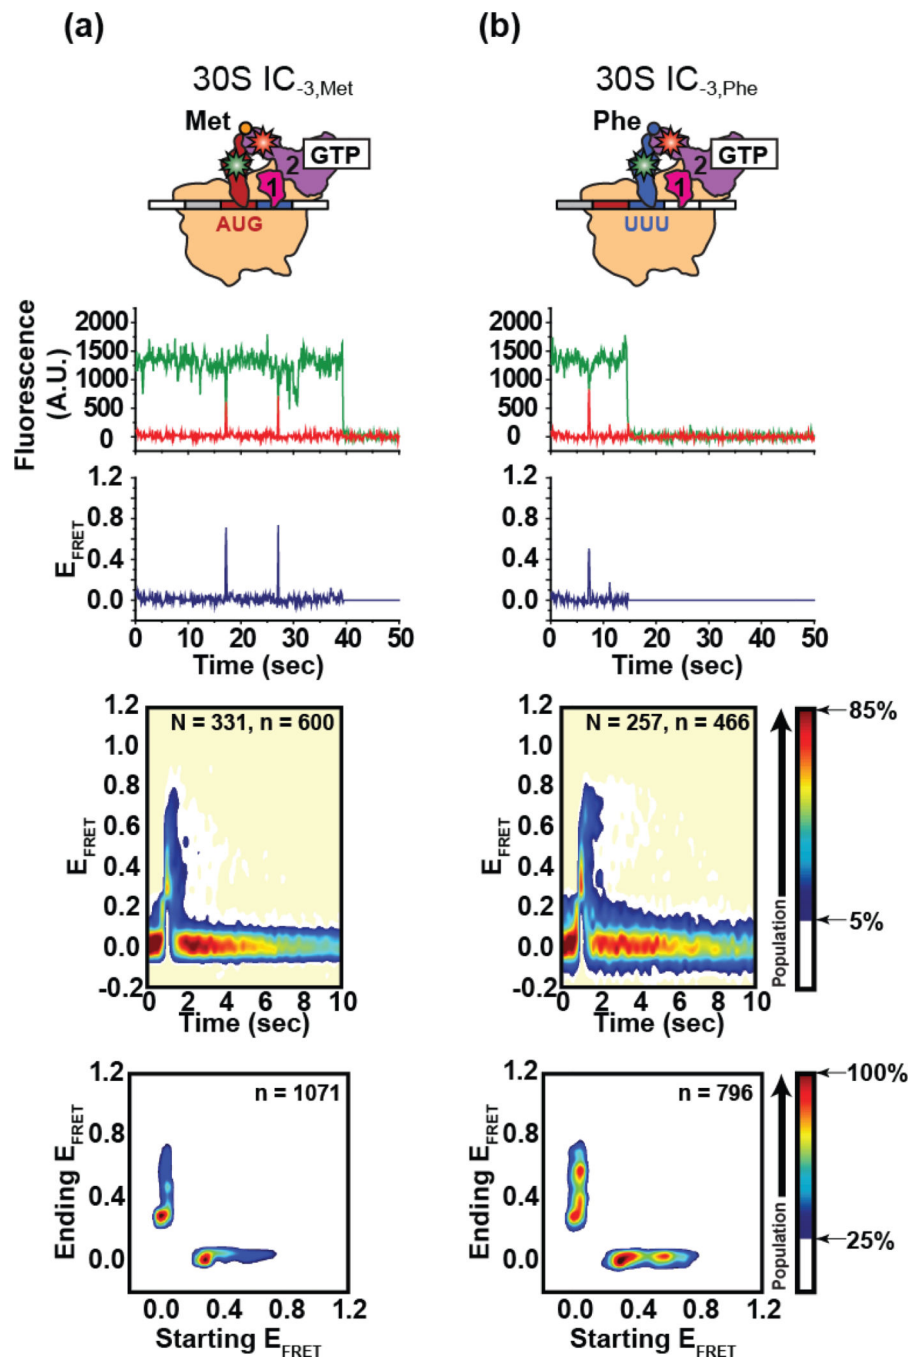 (a)
(b)
30S IC-3,Met
30S IC-3,Phe
Met
2
GTP
1
AUG
Phe
2
GTP
1
UUU
Fluorescence
(A.U.)
2000
1500
1000
500
0
2000
1500
1000
500
0
EFRET
1.2
0.8
0.4
0.0
1.2
0.8
0.4
0.0
0 10 20 30 40 50
0 10 20 30 40 50
Time (sec)
Time (sec)
EFRET
1.2
1.0
0.8
0.6
0.4
0.2
0.0
-0.2
N = 331, n = 600
0 2 4 6 8 10
Time (sec)
EFRET
1.2
1.0
0.8
0.6
0.4
0.2
0.0
-0.2
N = 257, n = 466
0 2 4 6 8 10
Time (sec)
Population
85%
5%
Ending EFRET
1.2
0.8
0.4
0.0
n = 1071
0.0 0.4 0.8 1.2
Starting EFRET
Ending EFRET
1.2
0.8
0.4
0.0
n = 796
0.0 0.4 0.8 1.2
Starting EFRET
Population
100%
25%